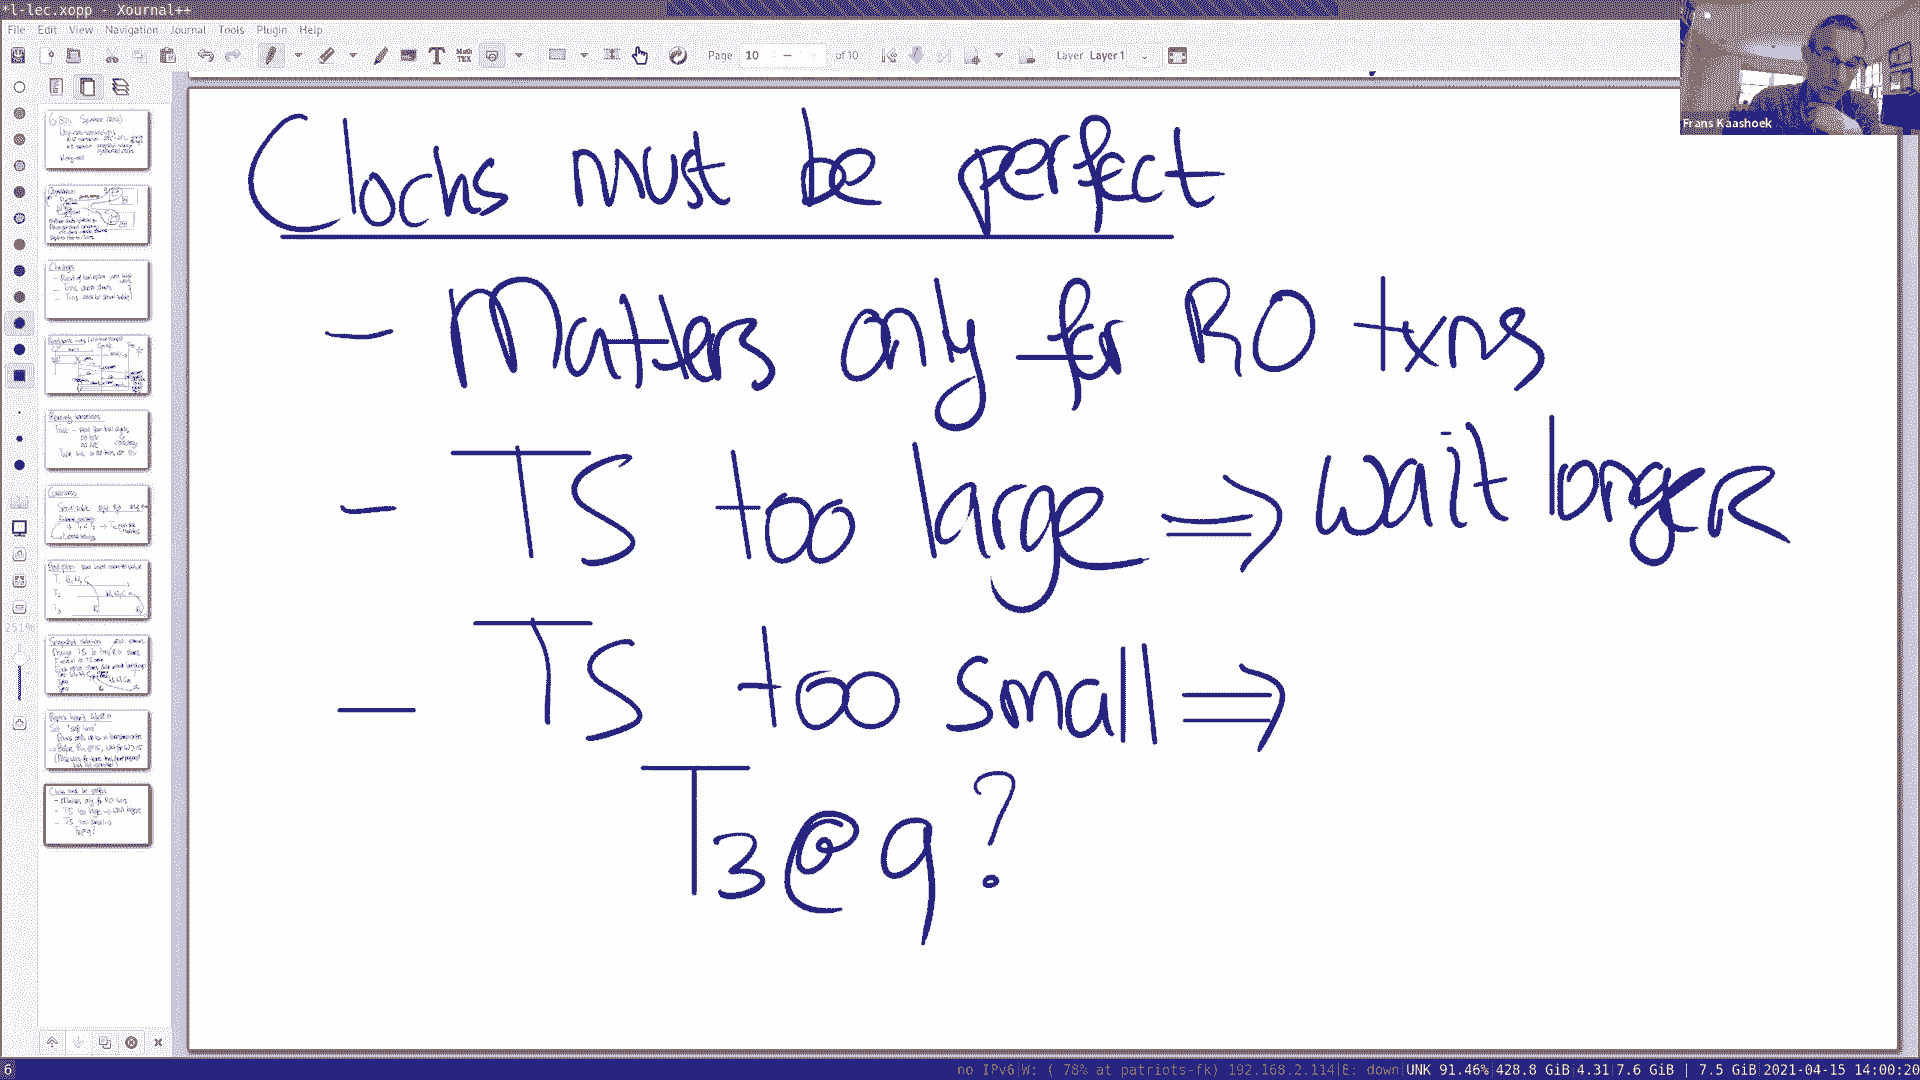 *l-lec.xopp - Xournal++
File Edit View Navigation Journal Tools Plugin Help
Page 10 of 10 Layer Layer 1
Frans Kaashoek
Clocks must be perfect
- Matters only for RO txns
- TS too large ⇒ wait longer
- TS too small ⇒
T3@9?
251%
6 no IPv6|W: ( 78% at patriots-fk) 192.168.2.114|E: down|UNK 91.46%|428.8 GiB|4.31|7.6 GiB | 7.5 GiB|2021-04-15 14:00:20